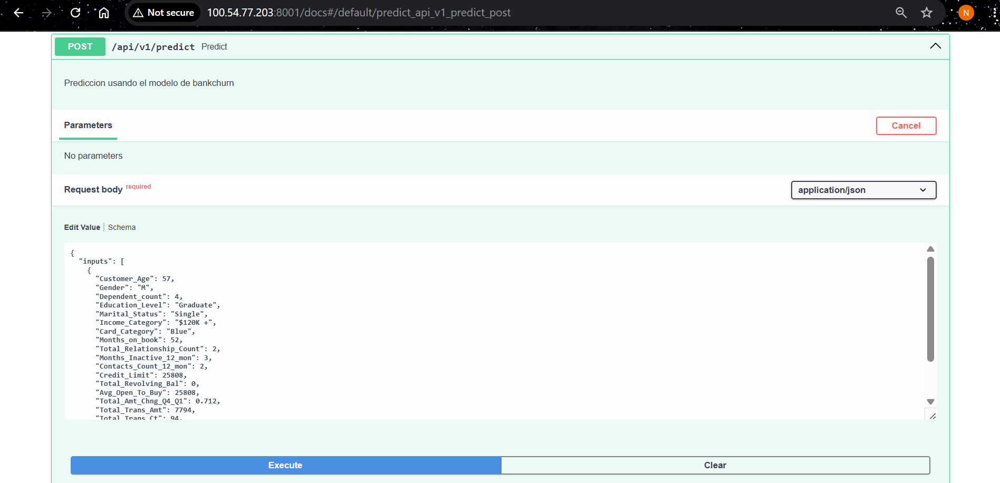 Not secure 100.54.77.203:8001/docs#/default/predict_api_v1_predict_post N
POST /api/v1/predict Predict
Prediccion usando el modelo de bankchurn
Parameters Cancel
No parameters
Request body required application/json
Edit Value | Schema
{
"inputs": [
{
"Customer_Age": 57,
"Gender": "M",
"Dependent_count": 4,
"Education_Level": "Graduate",
"Marital_Status": "Single",
"Income_Category": "$120K +",
"Card_Category": "Blue",
"Months_on_book": 52,
"Total_Relationship_Count": 2,
"Months_Inactive_12_mon": 3,
"Contacts_Count_12_mon": 2,
"Credit_Limit": 25808,
"Total_Revolving_Bal": 0,
"Avg_Open_To_Buy": 25808,
"Total_Amt_Chng_Q4_Q1": 0.712,
"Total_Trans_Amt": 7794,
"Total_Trans_Ct": 94,
Execute Clear